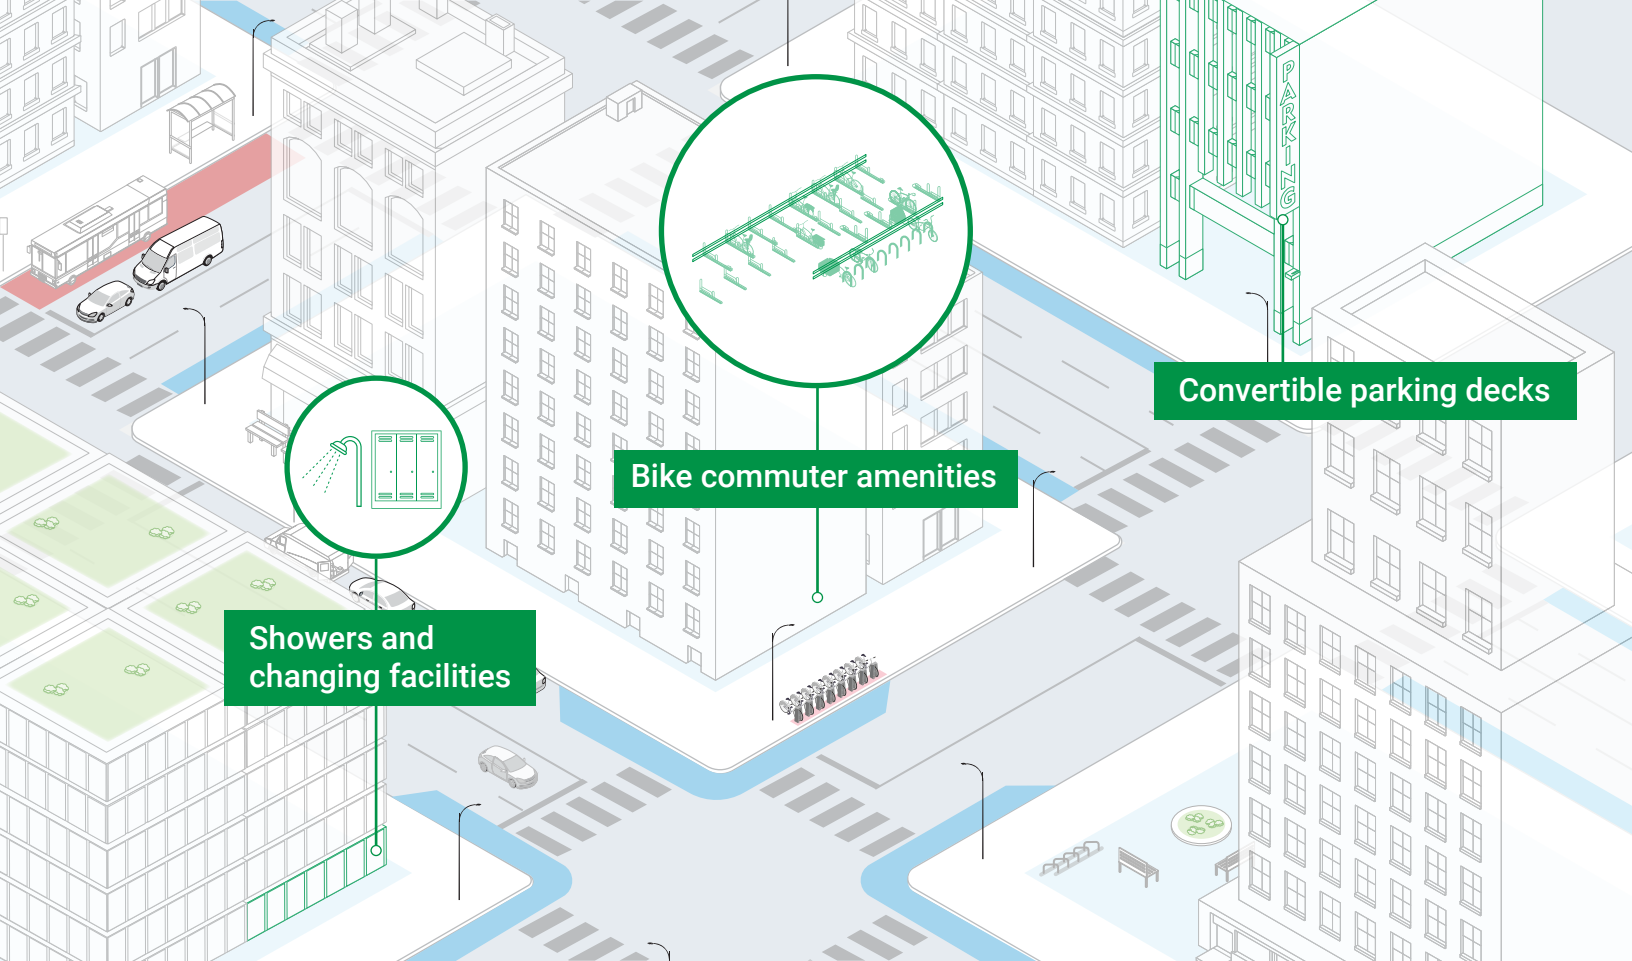 PARKING
Convertible parking decks
Bike commuter amenities
Showers and
changing facilities